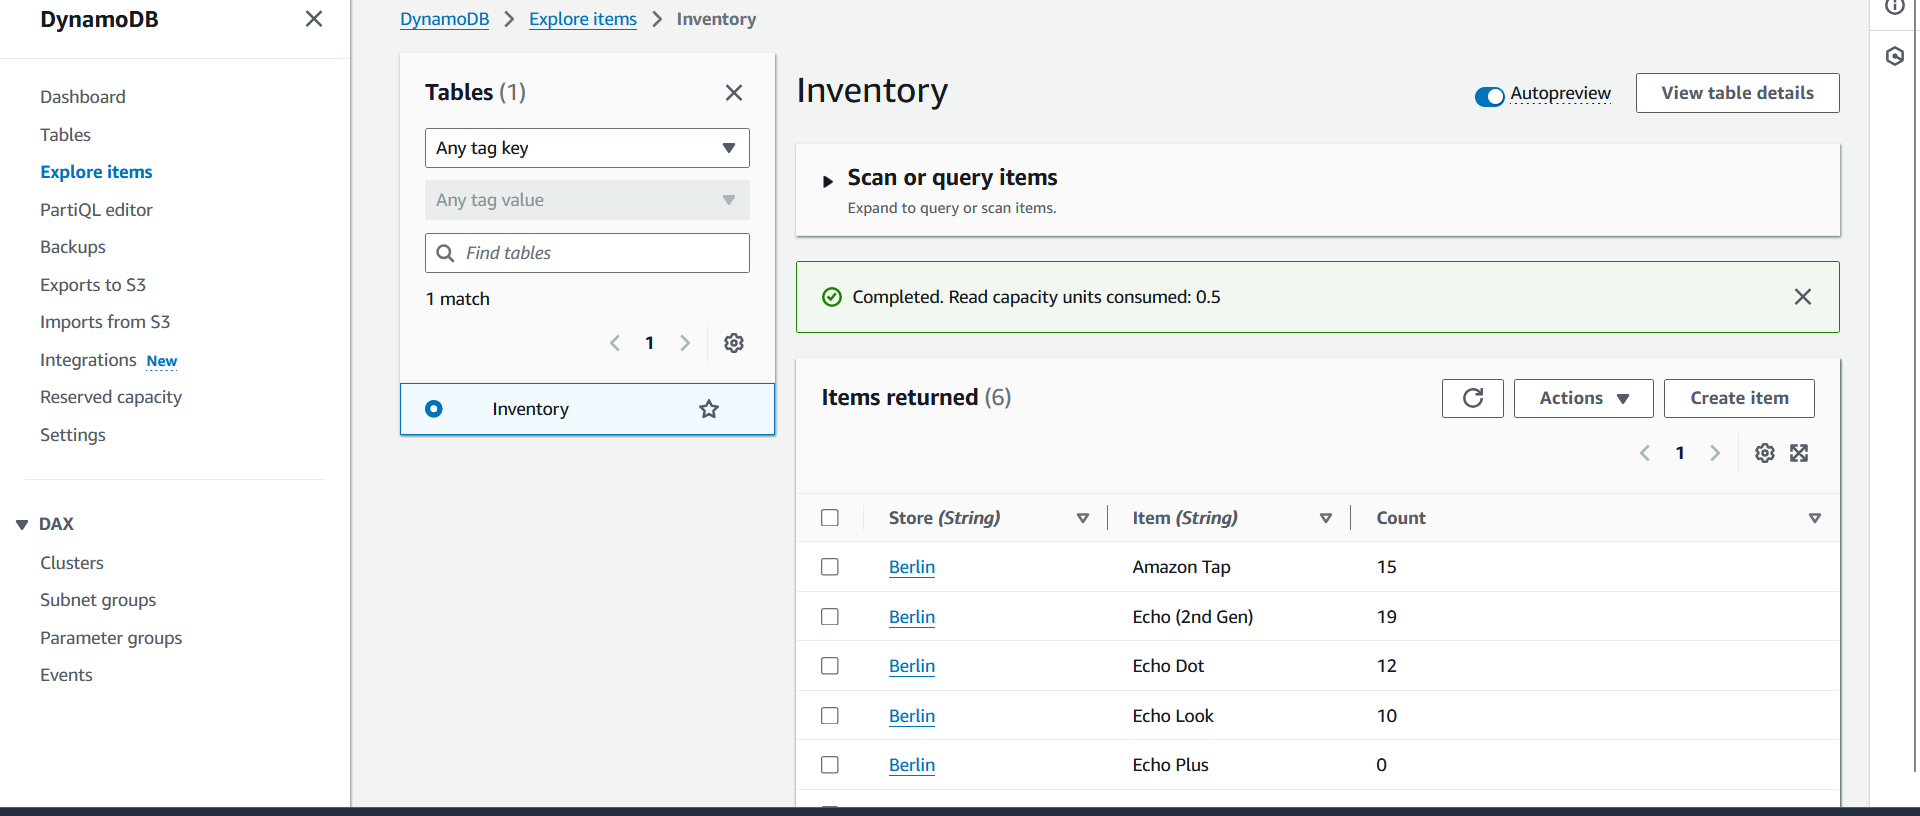 DynamoDB
Dashboard
Tables
Explore items
PartiQL editor
Backups
Exports to S3
Imports from S3
Integrations New
Reserved capacity
Settings
DAX
Clusters
Subnet groups
Parameter groups
Events
DynamoDB Explore items Inventory
Tables (1)
Any tag key
Any tag value
Find tables
1 match
1
Inventory
Inventory
Autopreview
View table details
Scan or query items
Expand to query or scan items.
Completed. Read capacity units consumed: 0.5
Items returned (6)
Actions
Create item
1
Store (String) Item (String) Count
Berlin Amazon Tap 15
Berlin Echo (2nd Gen) 19
Berlin Echo Dot 12
Berlin Echo Look 10
Berlin Echo Plus 0